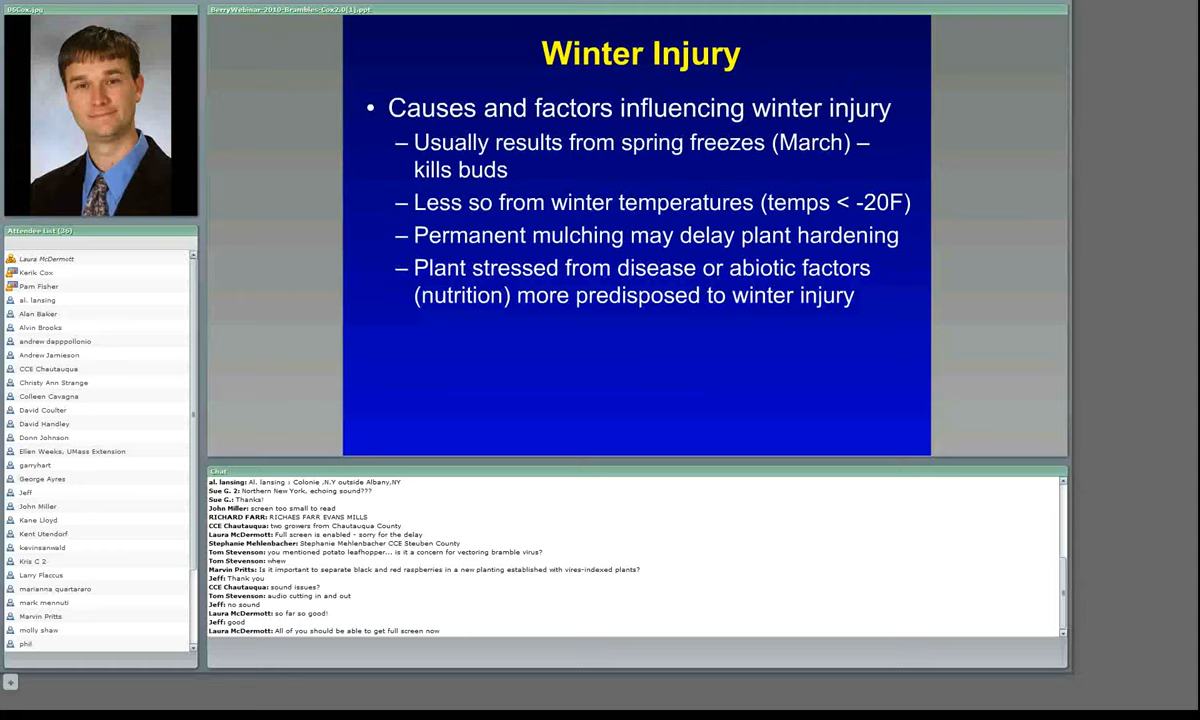 06Cox.jpg
BerryWebinar-2010-Brambles-Cox2.0[1].ppt
Winter Injury
• Causes and factors influencing winter injury
– Usually results from spring freezes (March) –
kills buds
– Less so from winter temperatures (temps < -20F)
– Permanent mulching may delay plant hardening
– Plant stressed from disease or abiotic factors
(nutrition) more predisposed to winter injury
Attendee List (36)
Laura McDermott
Kerik Cox
Pam Fisher
al. lansing
Alan Baker
Alvin Brooks
andrew dapppollonio
Andrew Jamieson
CCE Chautauqua
Christy Ann Strange
Colleen Cavagna
David Coulter
David Handley
Donn Johnson
Ellen Weeks, UMass Extension
garryhart
George Ayres
Jeff
John Miller
Kane Lloyd
Kent Utendorf
kevinsanwald
Kris C 2
Larry Flaccus
marianna quartararo
mark mennuti
Marvin Pritts
molly shaw
phil
Chat
al. lansing: Al. lansing : Colonie ,N.Y outside Albany,NY
Sue G. 2: Northern New York, echoing sound???
Sue G.: Thanks!
John Miller: screen too small to read
RICHARD FARR: RICHAES FARR EVANS MILLS
CCE Chautauqua: two growers from Chautauqua County
Laura McDermott: Full screen is enabled - sorry for the delay
Stephanie Mehlenbacher: Stephanie Mehlenbacher CCE Steuben County
Tom Stevenson: you mentioned potato leafhopper... is it a concern for vectoring bramble virus?
Tom Stevenson: whew
Marvin Pritts: Is it important to separate black and red raspberries in a new planting established with vires-indexed plants?
Jeff: Thank you
CCE Chautauqua: sound issues?
Tom Stevenson: audio cutting in and out
Jeff: no sound
Laura McDermott: so far so good!
Jeff: good
Laura McDermott: All of you should be able to get full screen now